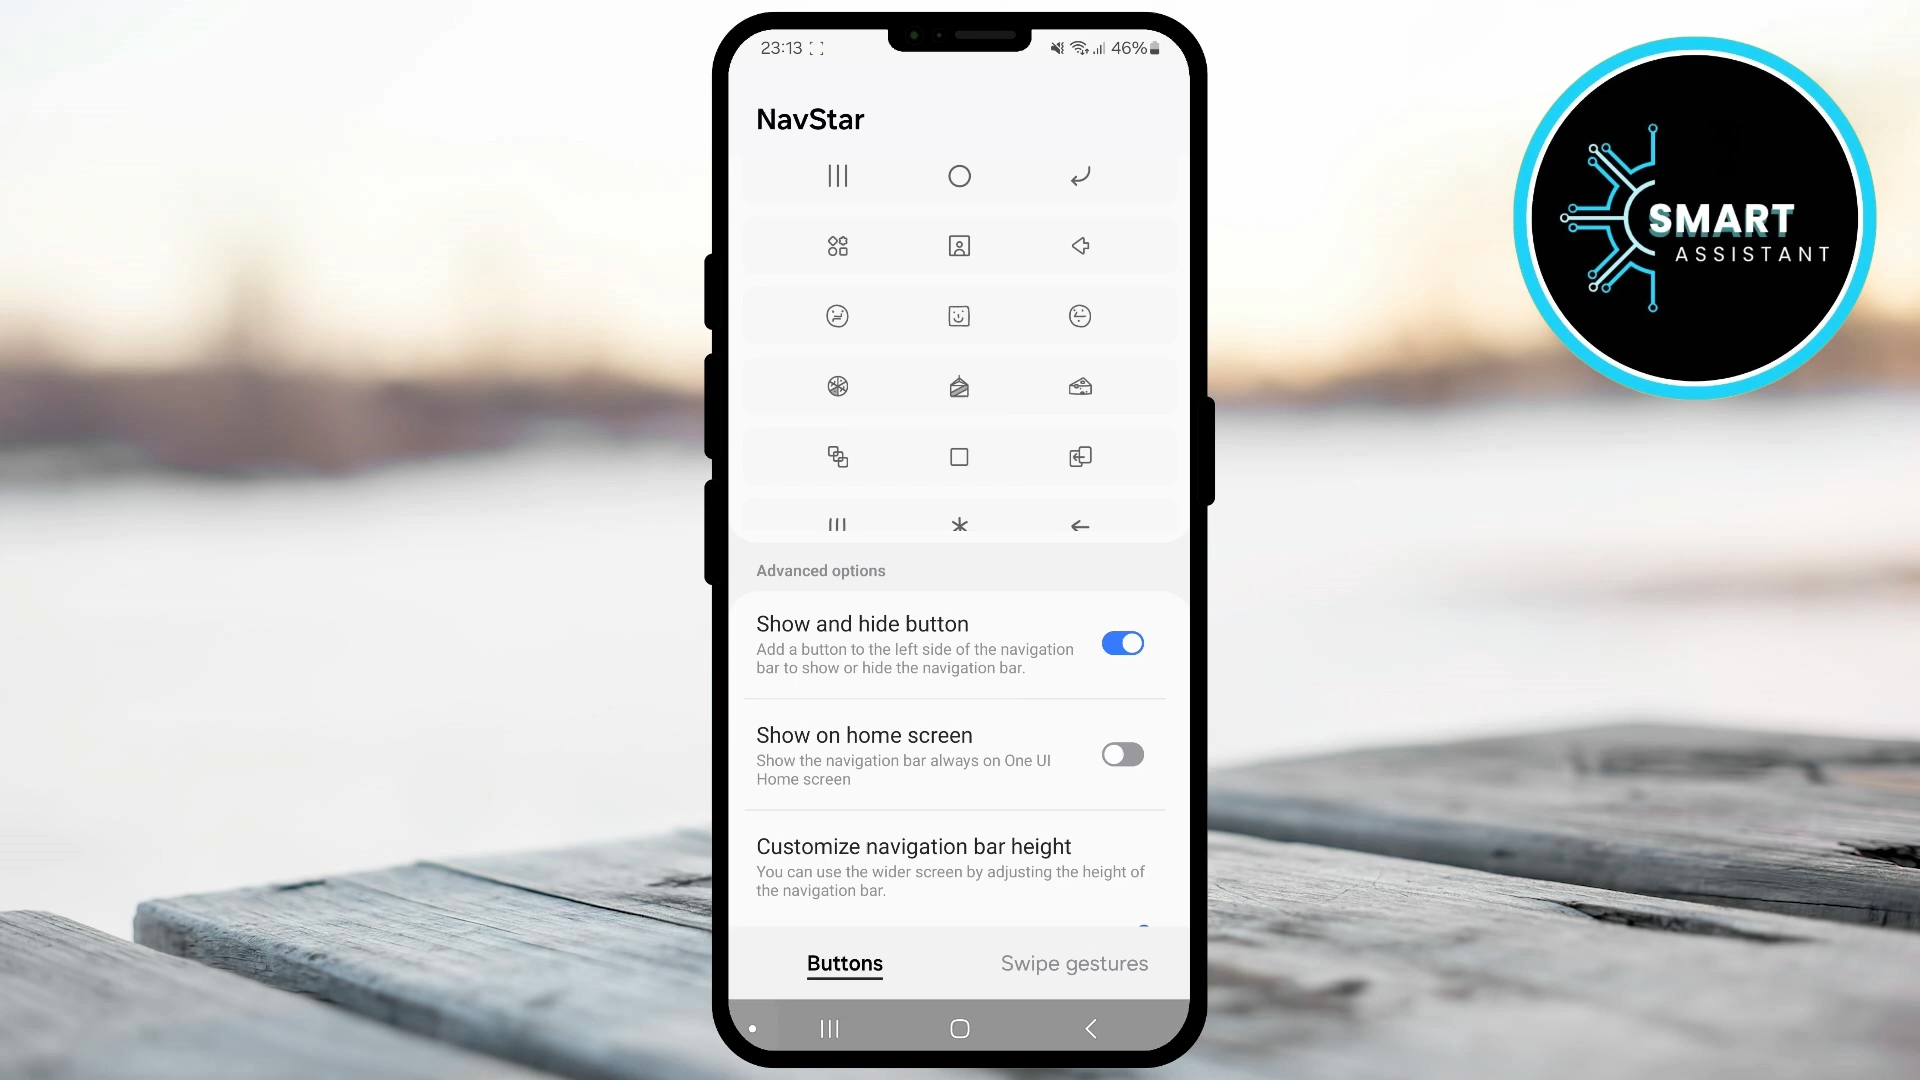 23:13
46%
NavStar
Advanced options
Show and hide button
Add a button to the left side of the navigation
bar to show or hide the navigation bar.
Show on home screen
Show the navigation bar always on One UI
Home screen
Customize navigation bar height
You can use the wider screen by adjusting the height of
the navigation bar.
Buttons
Swipe gestures
SMART
ASSISTANT